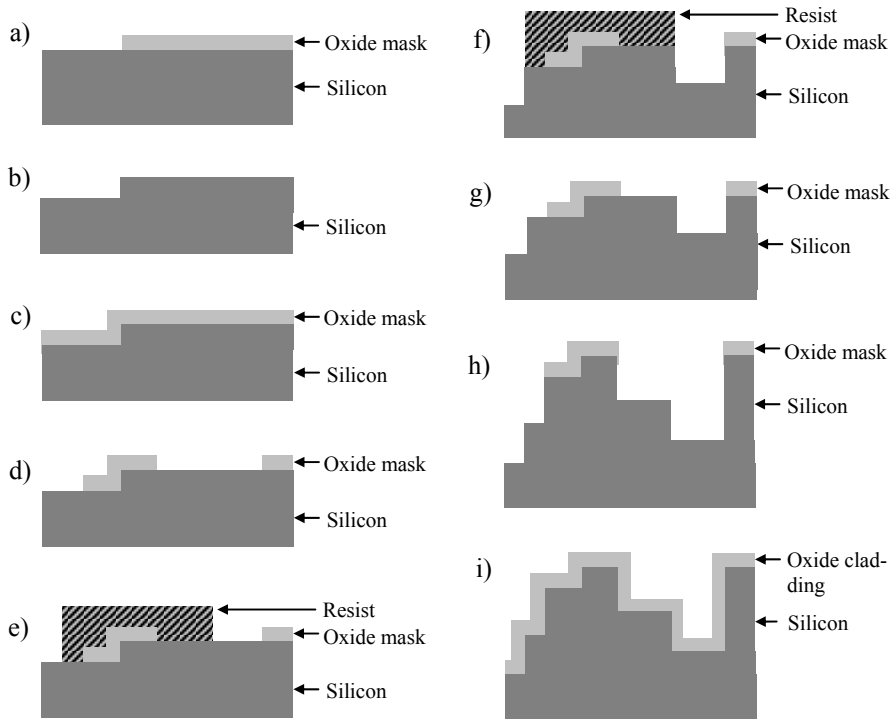 a)
Oxide mask
Silicon
b)
Silicon
c)
Oxide mask
Silicon
d)
Oxide mask
Silicon
e)
Resist
Oxide mask
Silicon
f)
Resist
Oxide mask
Silicon
g)
Oxide mask
Silicon
h)
Oxide mask
Silicon
i)
Oxide clad-
ding
Silicon